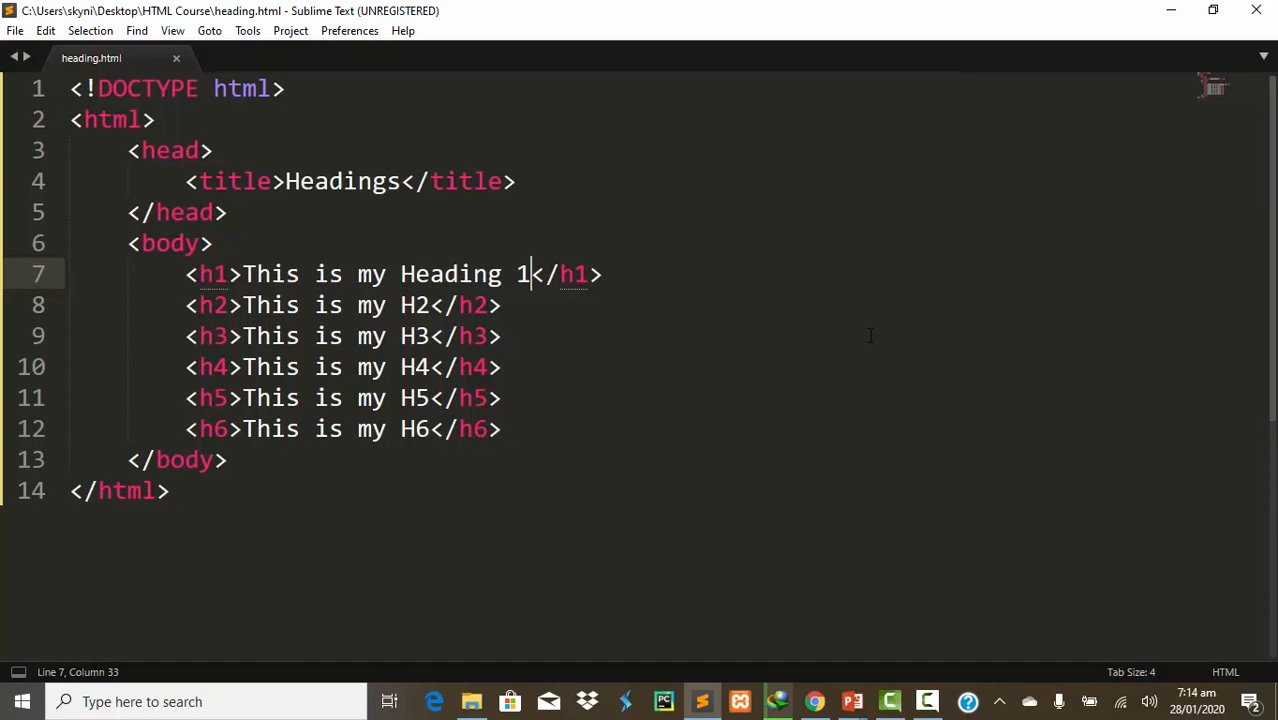 C:\Users\skyni\Desktop\HTML Course\heading.html - Sublime Text (UNREGISTERED)
File Edit Selection Find View Goto Tools Project Preferences Help
heading.html
1 <!DOCTYPE html>
2 <html>
3 <head>
4 <title>Headings</title>
5 </head>
6 <body>
7 <h1>This is my Heading 1</h1>
8 <h2>This is my H2</h2>
9 <h3>This is my H3</h3>
10 <h4>This is my H4</h4>
11 <h5>This is my H5</h5>
12 <h6>This is my H6</h6>
13 </body>
14 </html>
Line 7, Column 33 Tab Size: 4 HTML
Type here to search
PC
7:14 am
28/01/2020
2